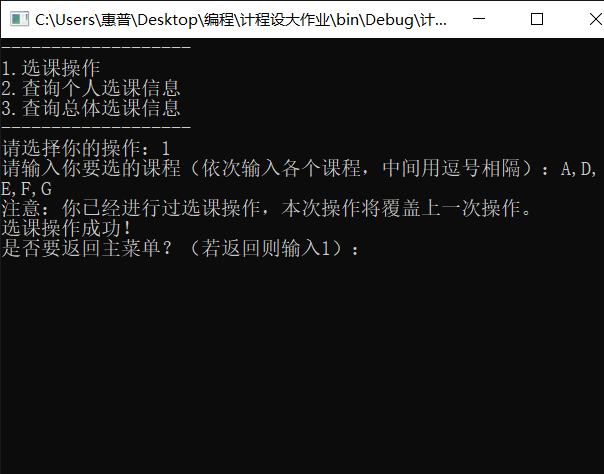 C:\Users\惠普\Desktop\编程\计程设大作业\bin\Debug\计...
-------------------
1.选课操作
2.查询个人选课信息
3.查询总体选课信息
-------------------
请选择你的操作：1
请输入你要选的课程（依次输入各个课程，中间用逗号相隔）：A,D,
E,F,G
注意：你已经进行过选课操作，本次操作将覆盖上一次操作。
选课操作成功！
是否要返回主菜单？（若返回则输入1）：